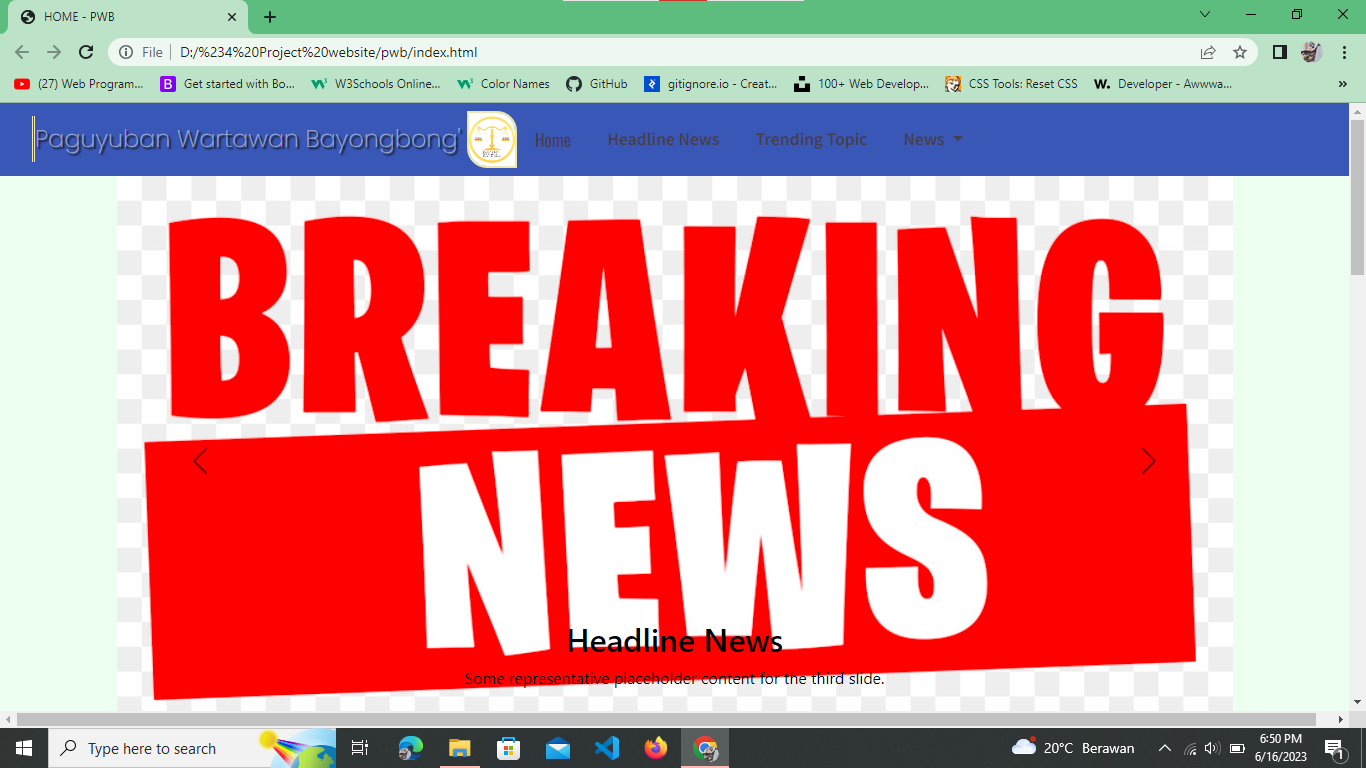 HOME - PWB
File D:/%234%20Project%20website/pwb/index.html
(27) Web Program... Get started with Bo... W3Schools Online... Color Names GitHub gitignore.io - Creat... 100+ Web Develop... CSS Tools: Reset CSS Developer - Awwwa... »
Paguyuban Wartawan Bayongbong' Home Headline News Trending Topic News
BREAKING
NEWS
Headline News
Some representative placeholder content for the third slide.
Type here to search 20°C Berawan 6:50 PM
6/16/2023 1